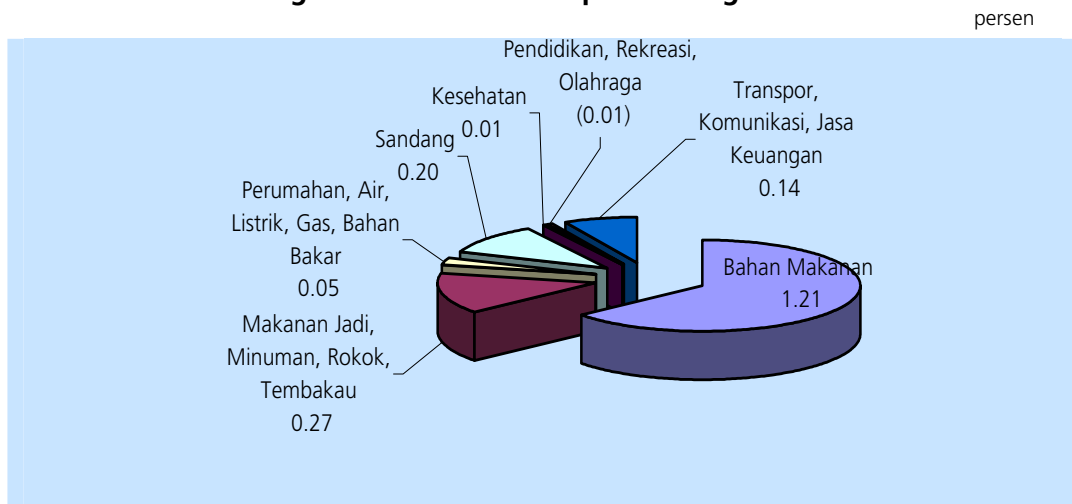 persen
Pendidikan, Rekreasi,
Olahraga
(0.01)
Kesehatan
0.01
Sandang
0.20
Transpor,
Komunikasi, Jasa
Keuangan
0.14
Perumahan, Air,
Listrik, Gas, Bahan
Bakar
0.05
Bahan Makanan
1.21
Makanan Jadi,
Minuman, Rokok,
Tembakau
0.27